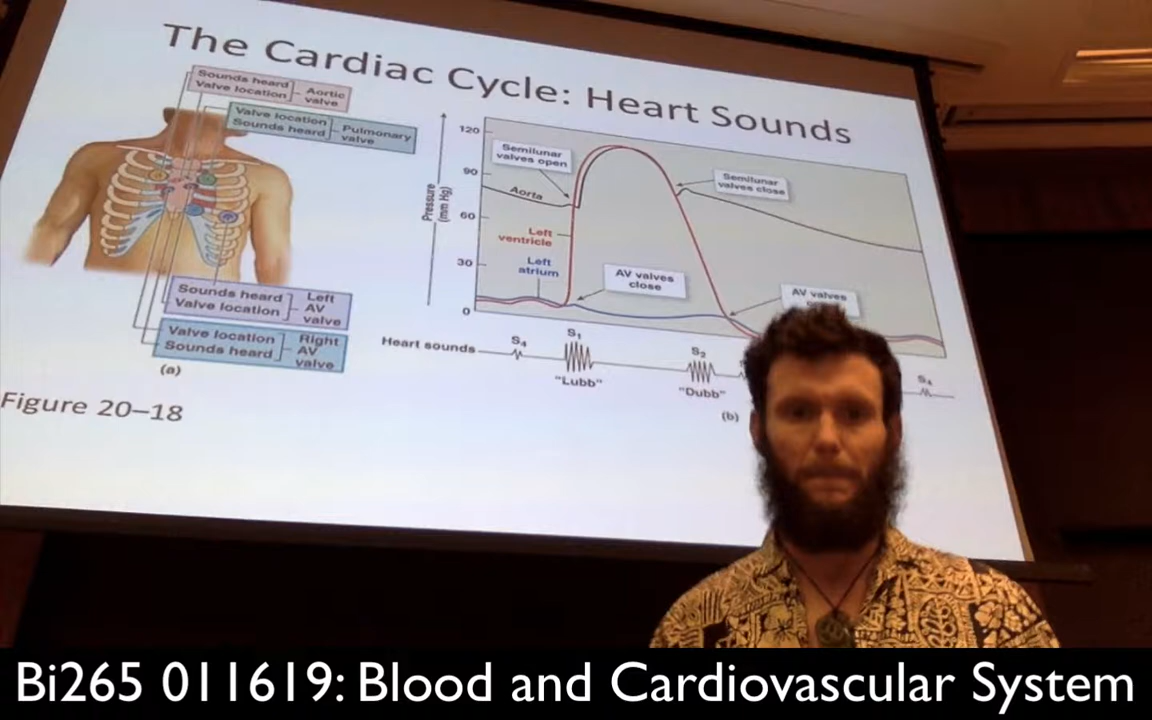 The Cardiac Cycle: Heart Sounds
Sounds heard
Valve location
Aortic
valve
Valve location
Sounds heard
Pulmonary
valve
Sounds heard
Valve location
Left
AV
valve
Valve location
Sounds heard
Right
AV
valve
(a)
Figure 20–18
Pressure
(mm Hg)
120
90
60
30
0
Semilunar
valves open
Aorta
Left
ventricle
Left
atrium
AV valves
close
Semilunar
valves close
AV valves
Heart sounds
S4
S1
"Lubb"
S2
"Dubb"
S4
(b)
Bi265 011619: Blood and Cardiovascular System